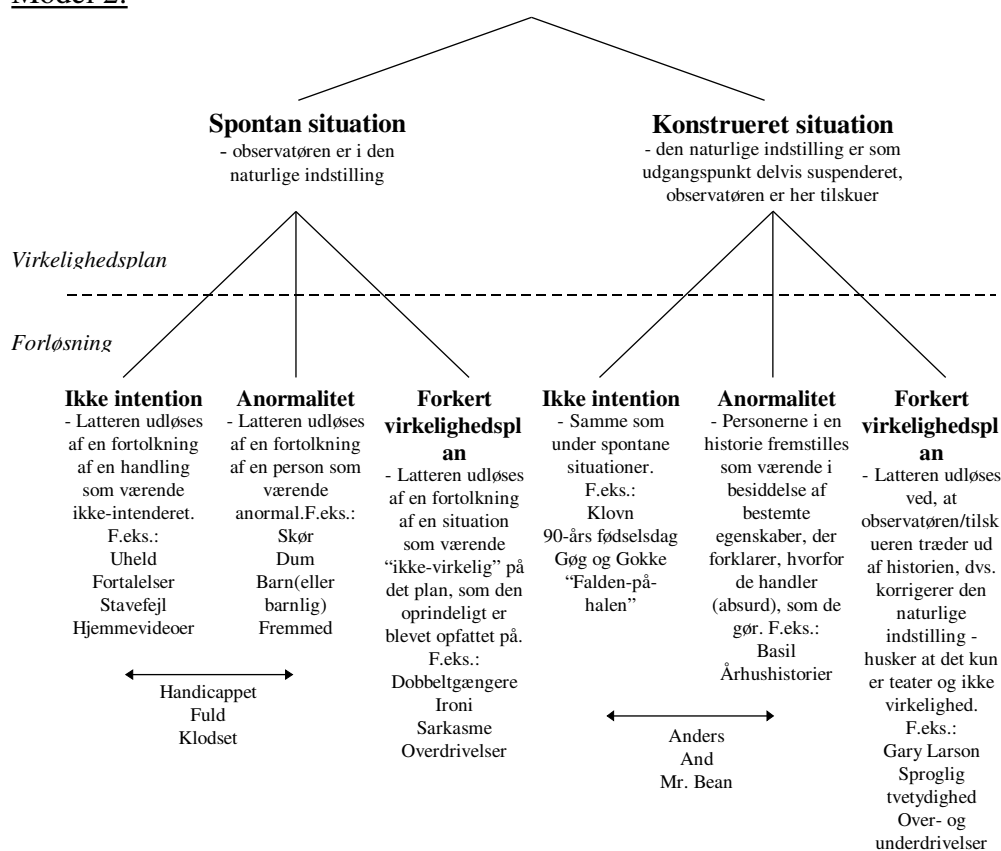 Model 2:
Spontan situation
- observatøren er i den
naturlige indstilling
Konstrueret situation
- den naturlige indstilling er som
udgangspunkt delvis suspenderet,
observatøren er her tilskuer
Virkelighedsplan
Forløsning
Ikke intention
- Latteren udløses
af en fortolkning
af en handling
som værende
ikke-intenderet.
F.eks.:
Uheld
Fortalelser
Stavefejl
Hjemmevideoer
Anormalitet
- Latteren udløses
af en fortolkning
af en person som
værende
anormal.F.eks.:
Skør
Dum
Barn(eller
barnlig)
Fremmed
Handicappet
Fuld
Klodset
Forkert
virkelighedspl
an
- Latteren udløses
af en fortolkning
af en situation
som værende
“ikke-virkelig” på
det plan, som den
oprindeligt er
blevet opfattet på.
F.eks.:
Dobbeltgængere
Ironi
Sarkasme
Overdrivelser
Ikke intention
- Samme som
under spontane
situationer.
F.eks.:
Klovn
90-års fødselsdag
Gøg og Gokke
“Falden-på-
halen”
Anormalitet
- Personerne i en
historie fremstilles
som værende i
besiddelse af
bestemte
egenskaber, der
forklarer, hvorfor
de handler
(absurd), som de
gør. F.eks.:
Basil
Århushistorier
Anders
And
Mr. Bean
Forkert
virkelighedspl
an
- Latteren udløses
ved, at
observatøren/tilsk
ueren træder ud
af historien, dvs.
korrigerer den
naturlige
indstilling -
husker at det kun
er teater og ikke
virkelighed.
F.eks.:
Gary Larson
Sproglig
tvetydighed
Over- og
underdrivelser